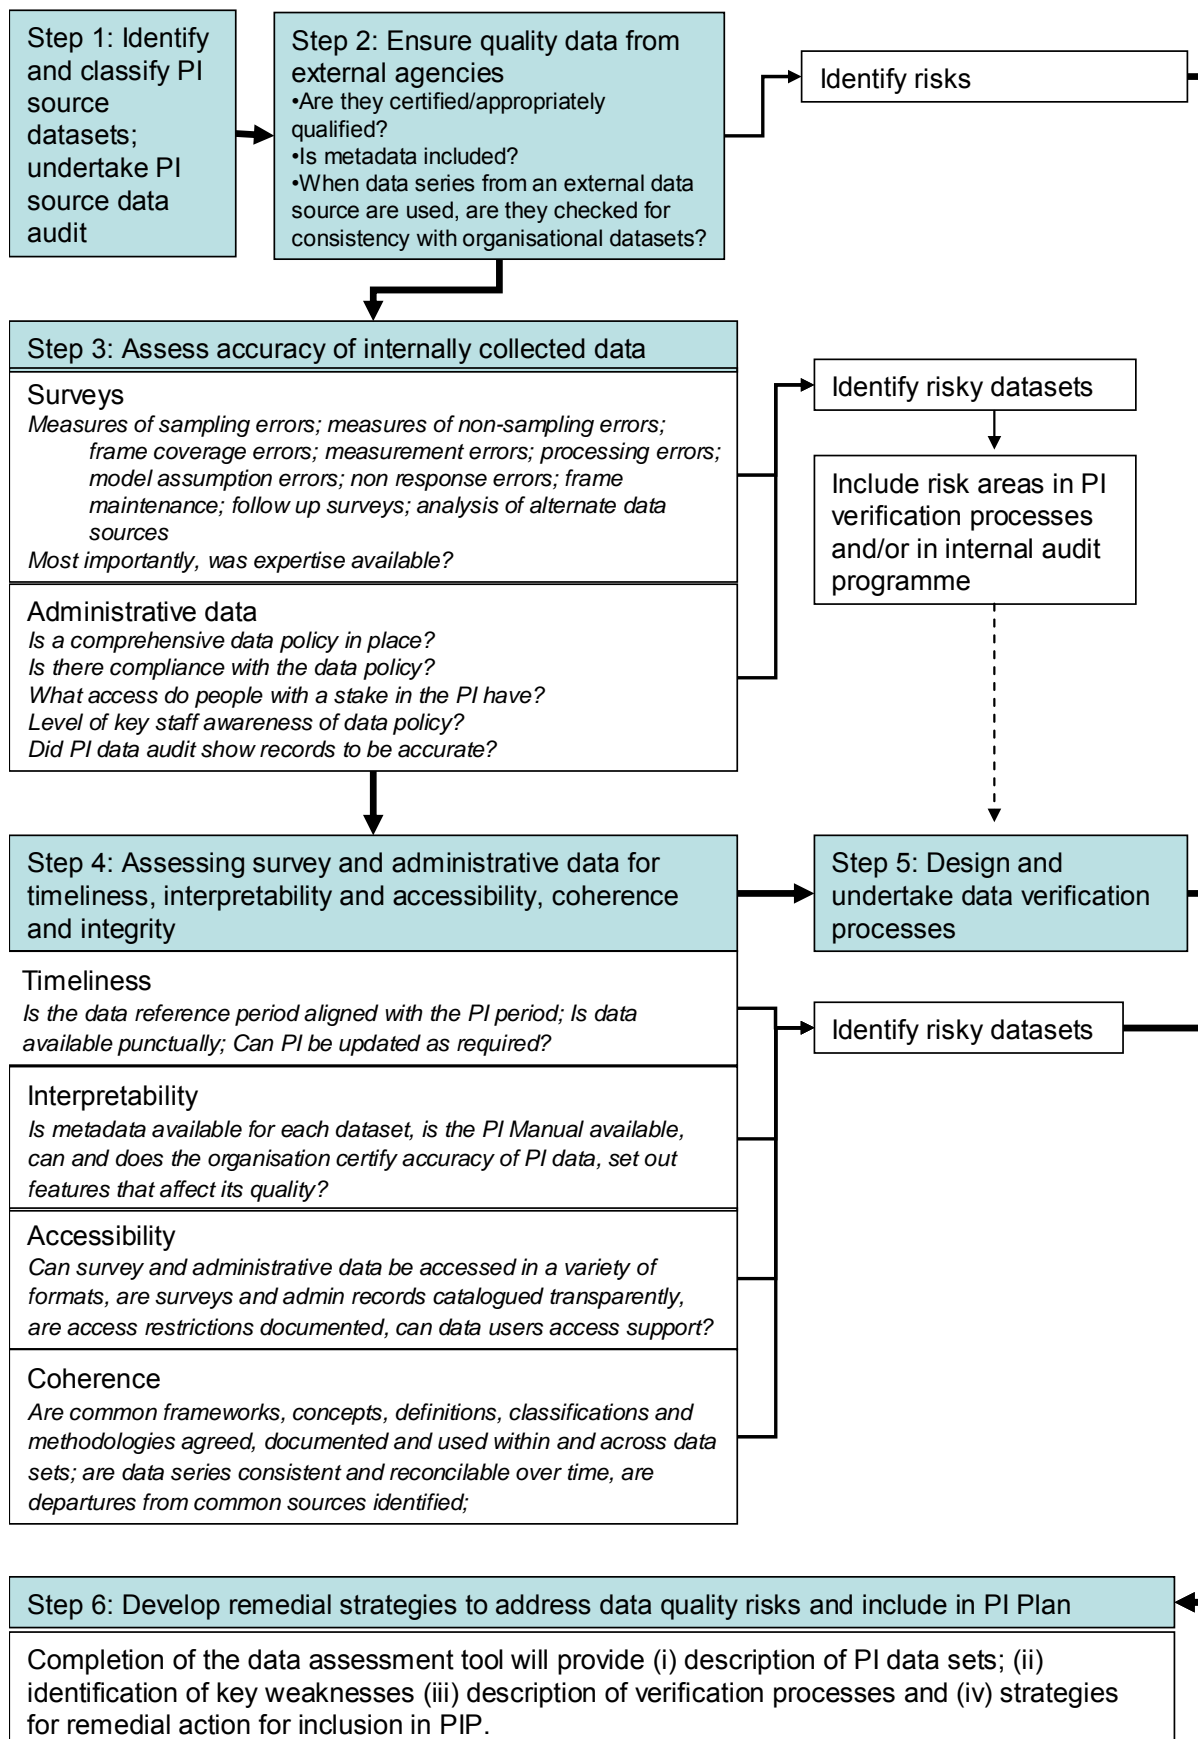 Step 1: Identify
and classify PI
source
datasets;
undertake PI
source data
audit
Step 2: Ensure quality data from
external agencies
•Are they certified/appropriately
qualified?
•Is metadata included?
•When data series from an external data
source are used, are they checked for
consistency with organisational datasets?
Identify risks
Step 3: Assess accuracy of internally collected data
Surveys
Measures of sampling errors; measures of non-sampling errors;
frame coverage errors; measurement errors; processing errors;
model assumption errors; non response errors; frame
maintenance; follow up surveys; analysis of alternate data
sources
Most importantly, was expertise available?
Administrative data
Is a comprehensive data policy in place?
Is there compliance with the data policy?
What access do people with a stake in the PI have?
Level of key staff awareness of data policy?
Did PI data audit show records to be accurate?
Identify risky datasets
Include risk areas in PI
verification processes
and/or in internal audit
programme
Step 4: Assessing survey and administrative data for
timeliness, interpretability and accessibility, coherence
and integrity
Step 5: Design and
undertake data verification
processes
Timeliness
Is the data reference period aligned with the PI period; Is data
available punctually; Can PI be updated as required?
Identify risky datasets
Interpretability
Is metadata available for each dataset, is the PI Manual available,
can and does the organisation certify accuracy of PI data, set out
features that affect its quality?
Accessibility
Can survey and administrative data be accessed in a variety of
formats, are surveys and admin records catalogued transparently,
are access restrictions documented, can data users access support?
Coherence
Are common frameworks, concepts, definitions, classifications and
methodologies agreed, documented and used within and across data
sets; are data series consistent and reconcilable over time, are
departures from common sources identified;
Step 6: Develop remedial strategies to address data quality risks and include in PI Plan
Completion of the data assessment tool will provide (i) description of PI data sets; (ii)
identification of key weaknesses (iii) description of verification processes and (iv) strategies
for remedial action for inclusion in PIP.